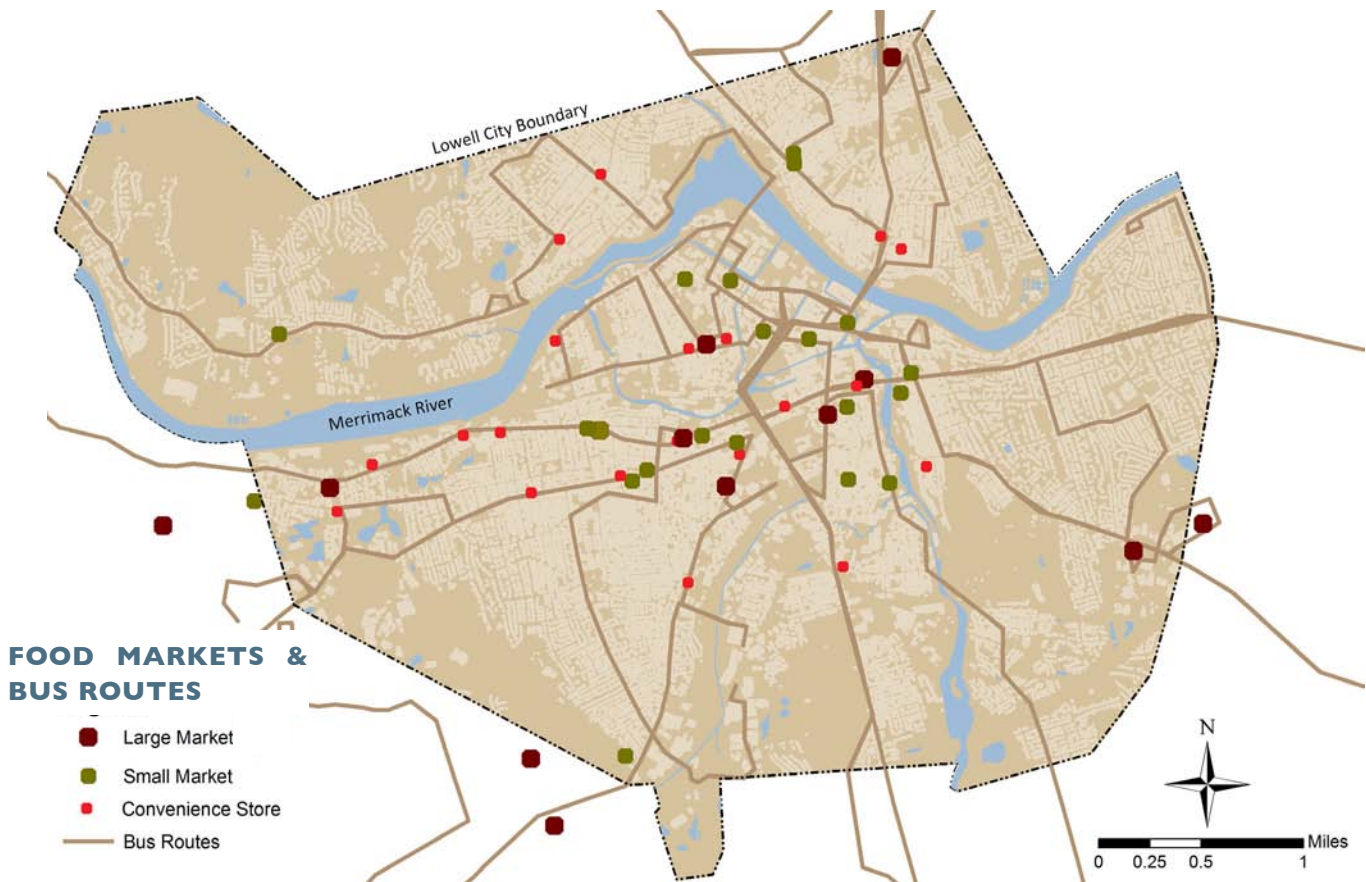 Lowell City Boundary
Merrimack River
FOOD MARKETS &
BUS ROUTES
Large Market
Small Market
Convenience Store
Bus Routes
N
Miles
0 0.25 0.5 1